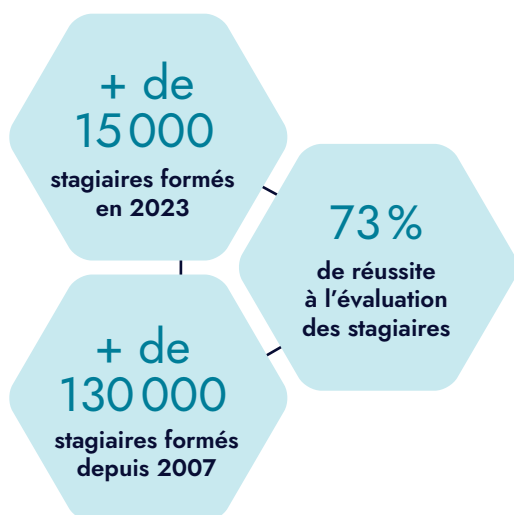 + de
15 000
stagiaires formés
en 2023
73 %
de réussite
à l’évaluation
des stagiaires
+ de
130 000
stagiaires formés
depuis 2007